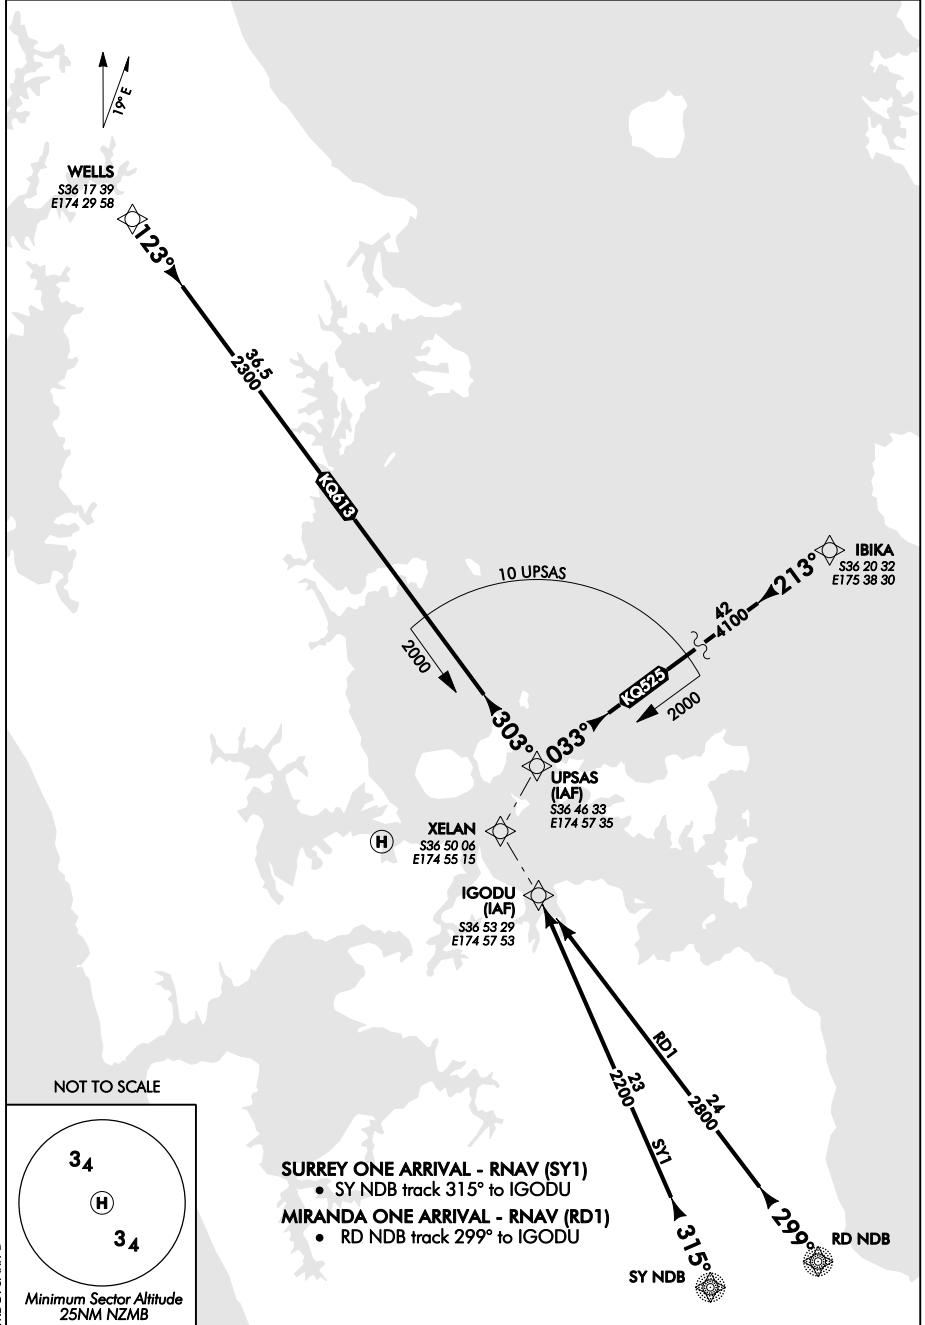 19° E
WELLS
S36 17 39
E174 29 58
123°
36.5
2300
KQ613
10 UPSAS
IBIKA
S36 20 32
E175 38 30
213°
42
4100
KQ525
2000
2000
303°
033°
UPSAS
(IAF)
S36 46 33
E174 57 35
XELAN
S36 50 06
E174 55 15
H
IGODU
(IAF)
S36 53 29
E174 57 53
RD1
23
2200
24
2800
SY1
NOT TO SCALE
34
H
34
Minimum Sector Altitude
25NM NZMB
SURREY ONE ARRIVAL - RNAV (SY1)
• SY NDB track 315° to IGODU
MIRANDA ONE ARRIVAL - RNAV (RD1)
• RD NDB track 299° to IGODU
315°
299°
RD NDB
SY NDB